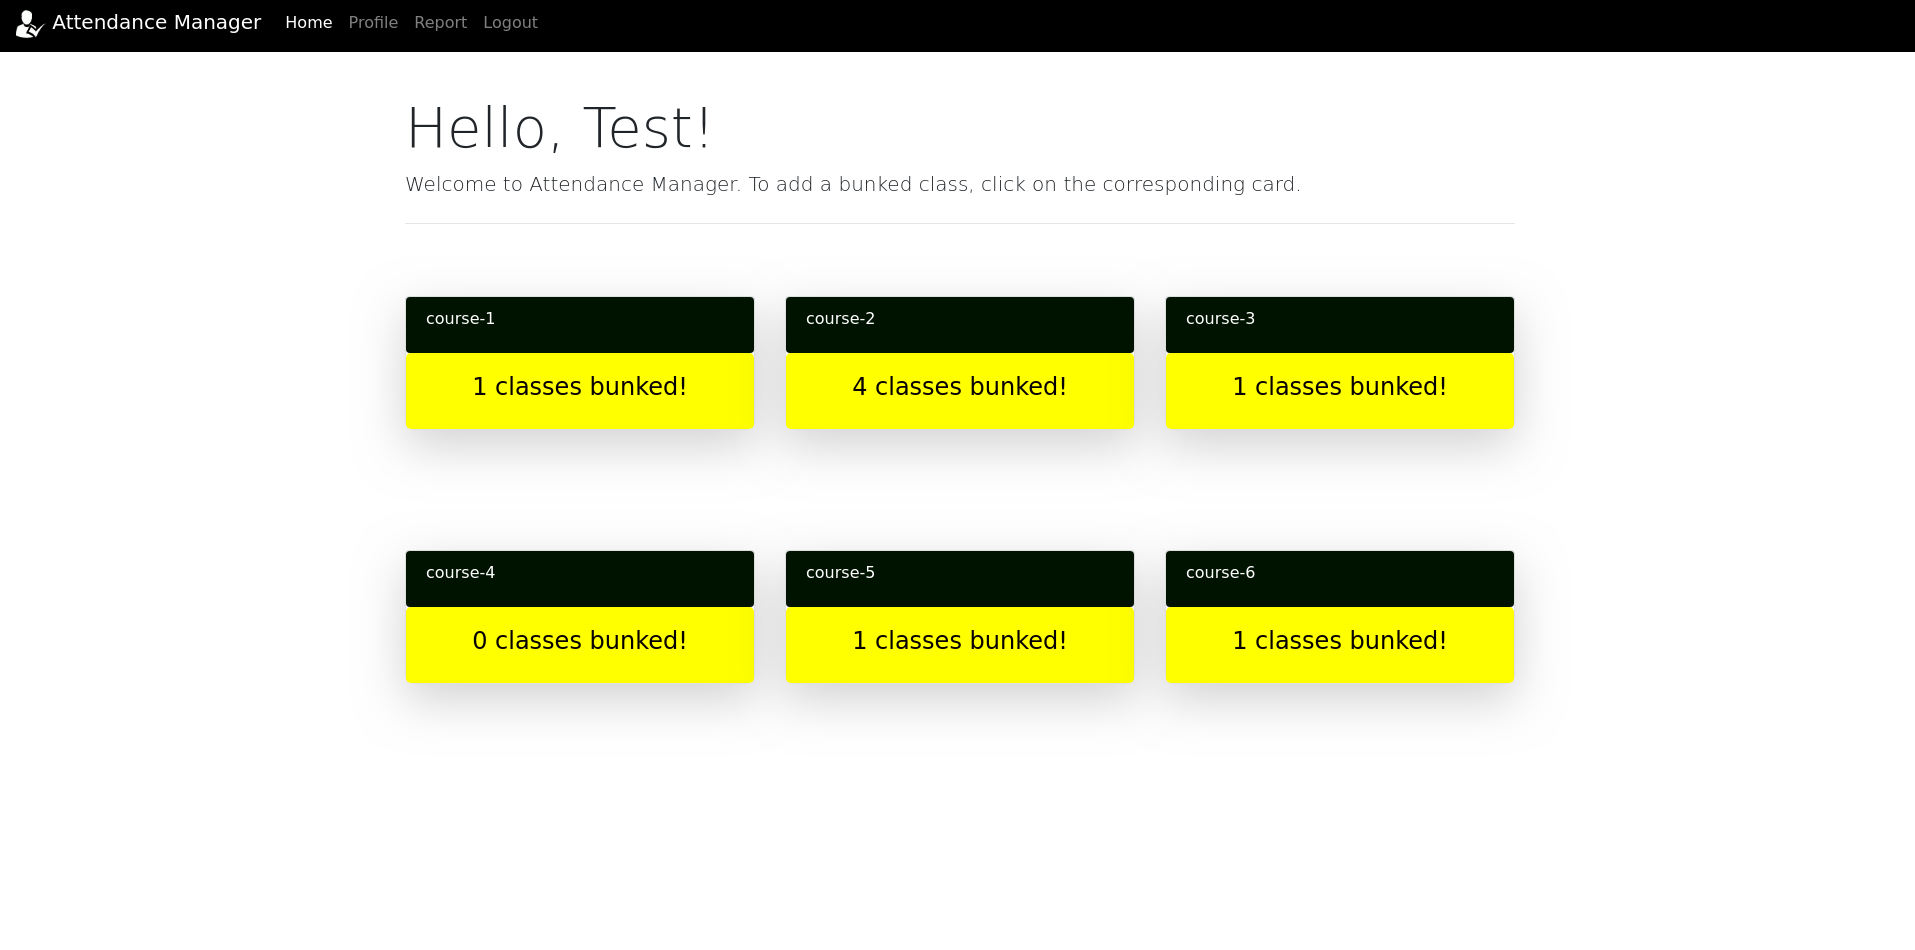 Attendance Manager Home Profile Report Logout
Hello, Test!
Welcome to Attendance Manager. To add a bunked class, click on the corresponding card.
course-1
1 classes bunked!
course-2
4 classes bunked!
course-3
1 classes bunked!
course-4
0 classes bunked!
course-5
1 classes bunked!
course-6
1 classes bunked!